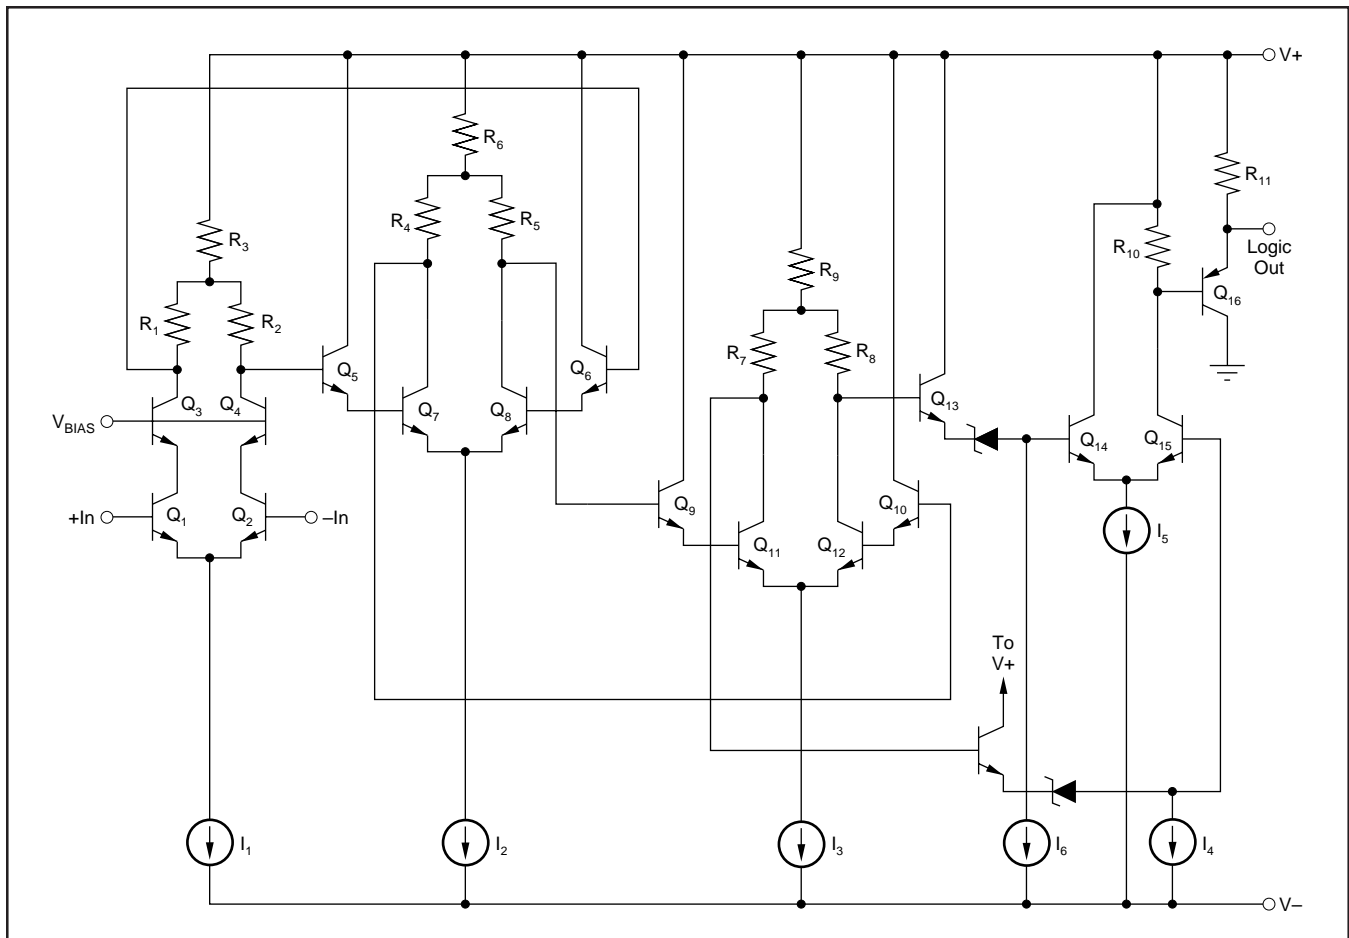 V+
R6
R4
R5
R3
R11
R10
Logic
Out
R9
Q16
R1
R2
R7
R8
Q5
Q6
Q3
Q4
Q7
Q8
Q13
VBIAS
Q14
Q15
+In
Q1
Q2
–In
Q9
Q10
I5
Q11
Q12
To
V+
I1
I2
I3
I6
I4
V–